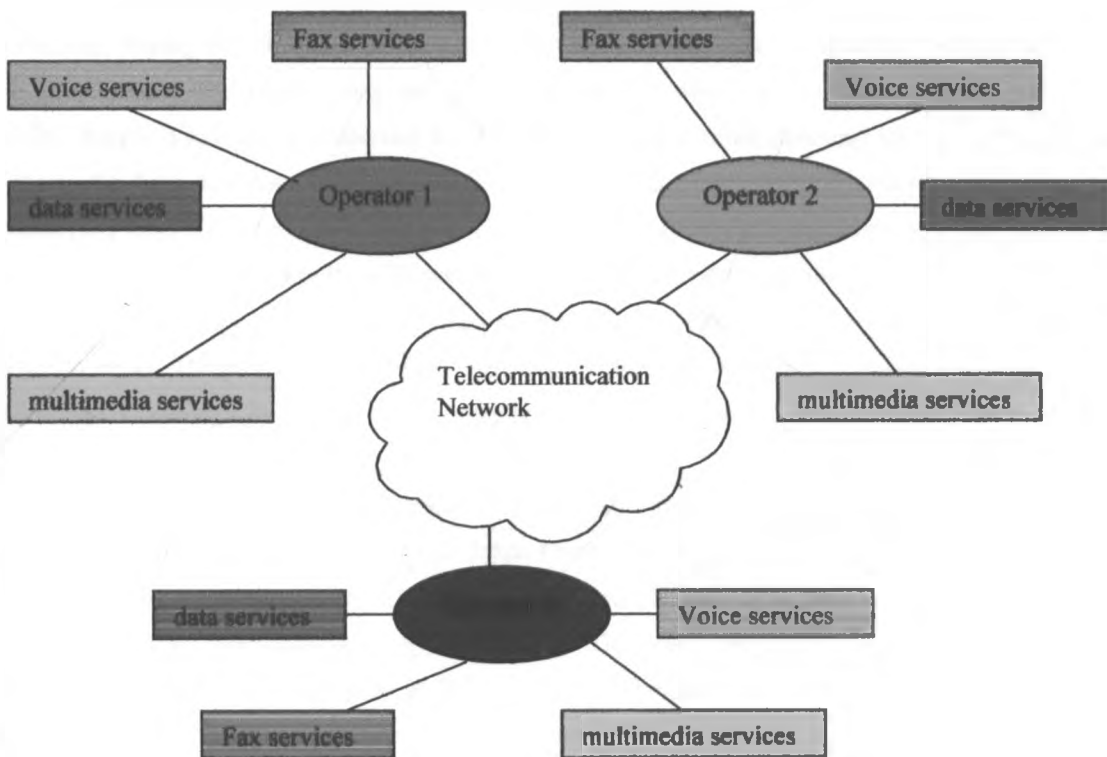 Fax services
Fax services
Voice services
Voice services
Operator 1
Operator 2
data services
data services
Telecommunication
Network
multimedia services
multimedia services
data services
Voice services
Fax services
multimedia services